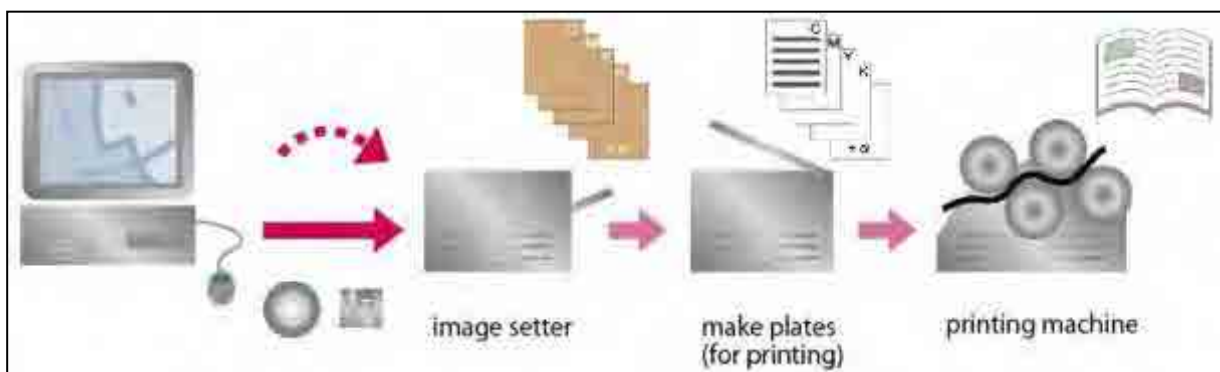 C
M
Y
K
+α
image setter
make plates
(for printing)
printing machine